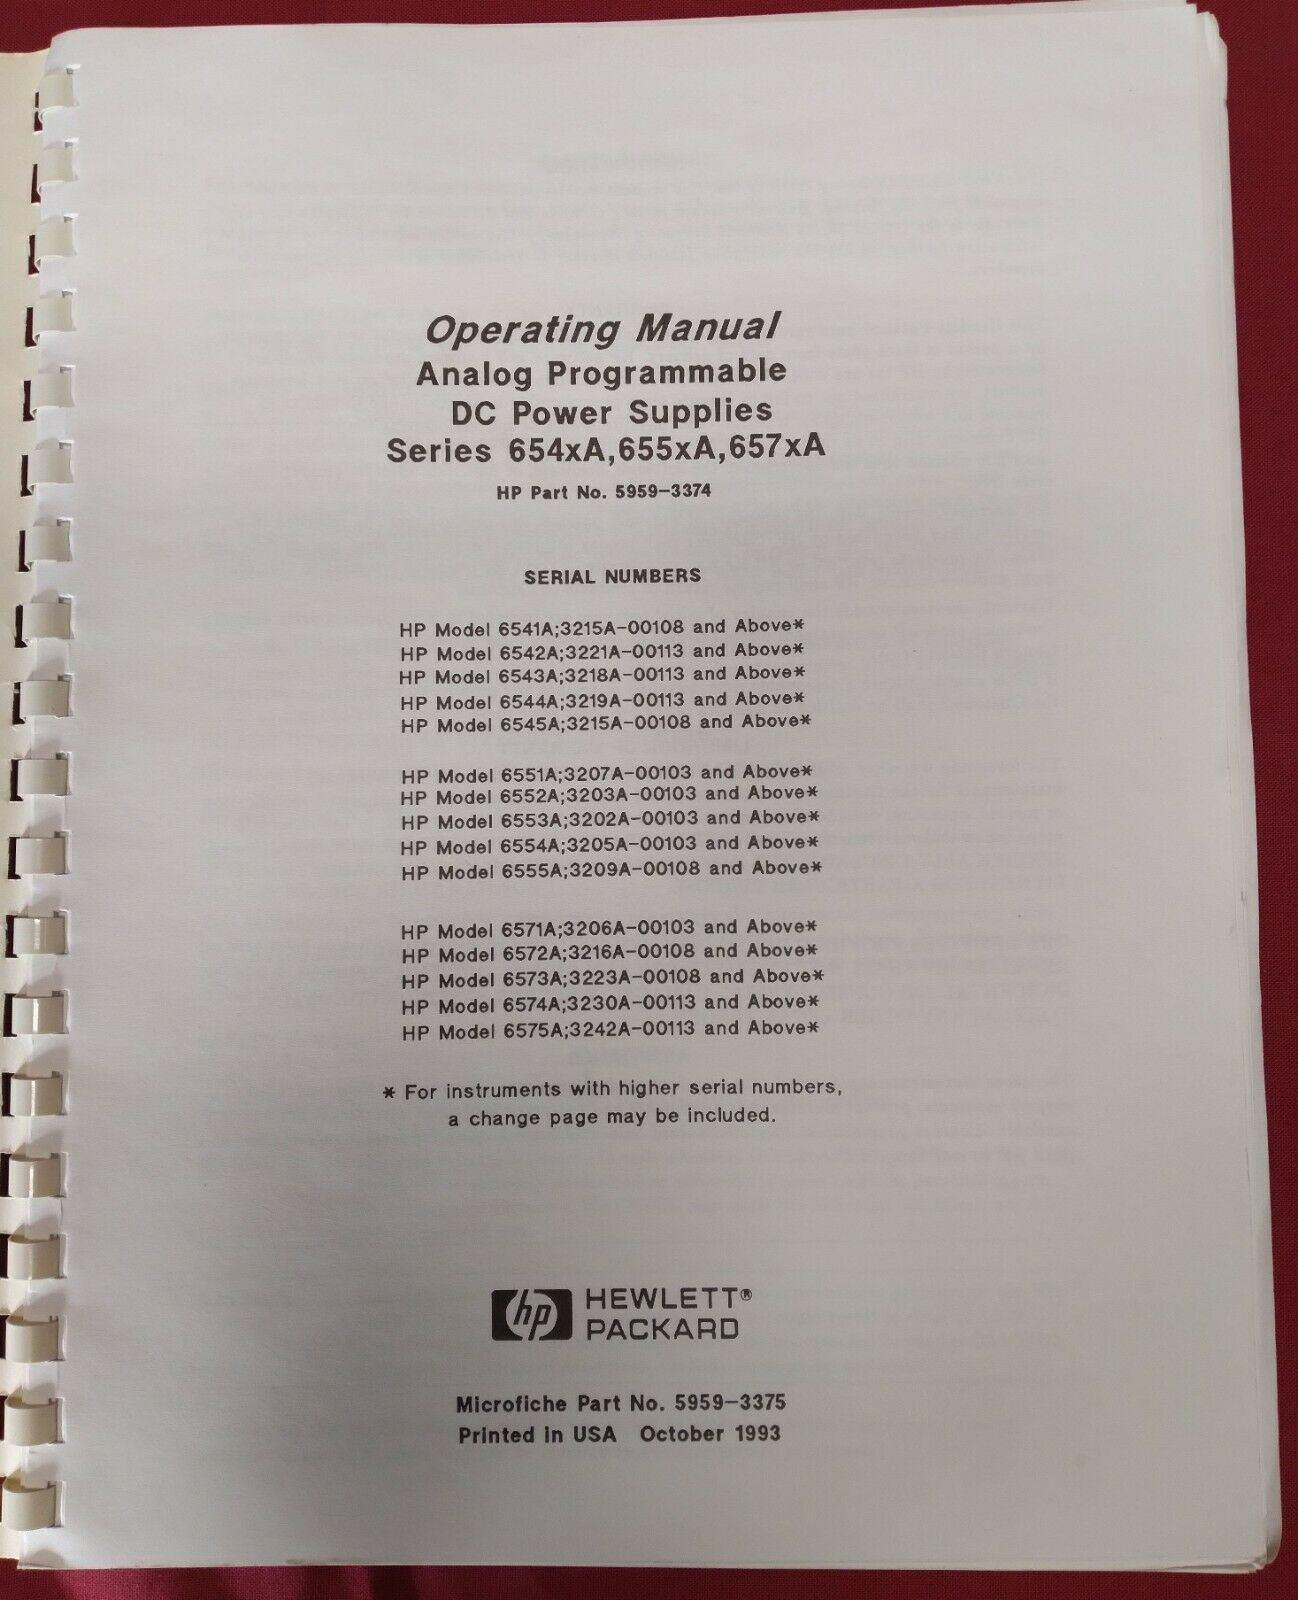 Operating Manual
Analog Programmable
DC Power Supplies
Series 654xA,655xA,657xA
HP Part No. 5959-3374
SERIAL NUMBERS
HP Model 6541A;3215A-00108 and Above*
HP Model 6542A;3221A-00113 and Above*
HP Model 6543A;3218A-00113 and Above*
HP Model 6544A;3219A-00113 and Above*
HP Model 6545A;3215A-00108 and Above*
HP Model 6551A;3207A-00103 and Above*
HP Model 6552A;3203A-00103 and Above*
HP Model 6553A;3202A-00103 and Above*
HP Model 6554A;3205A-00103 and Above*
HP Model 6555A;3209A-00108 and Above*
HP Model 6571A;3206A-00103 and Above*
HP Model 6572A;3216A-00108 and Above*
HP Model 6573A;3223A-00108 and Above*
HP Model 6574A;3230A-00113 and Above*
HP Model 6575A;3242A-00113 and Above*
* For instruments with higher serial numbers,
a change page may be included.
hp HEWLETT®
PACKARD
Microfiche Part No. 5959-3375
Printed in USA October 1993